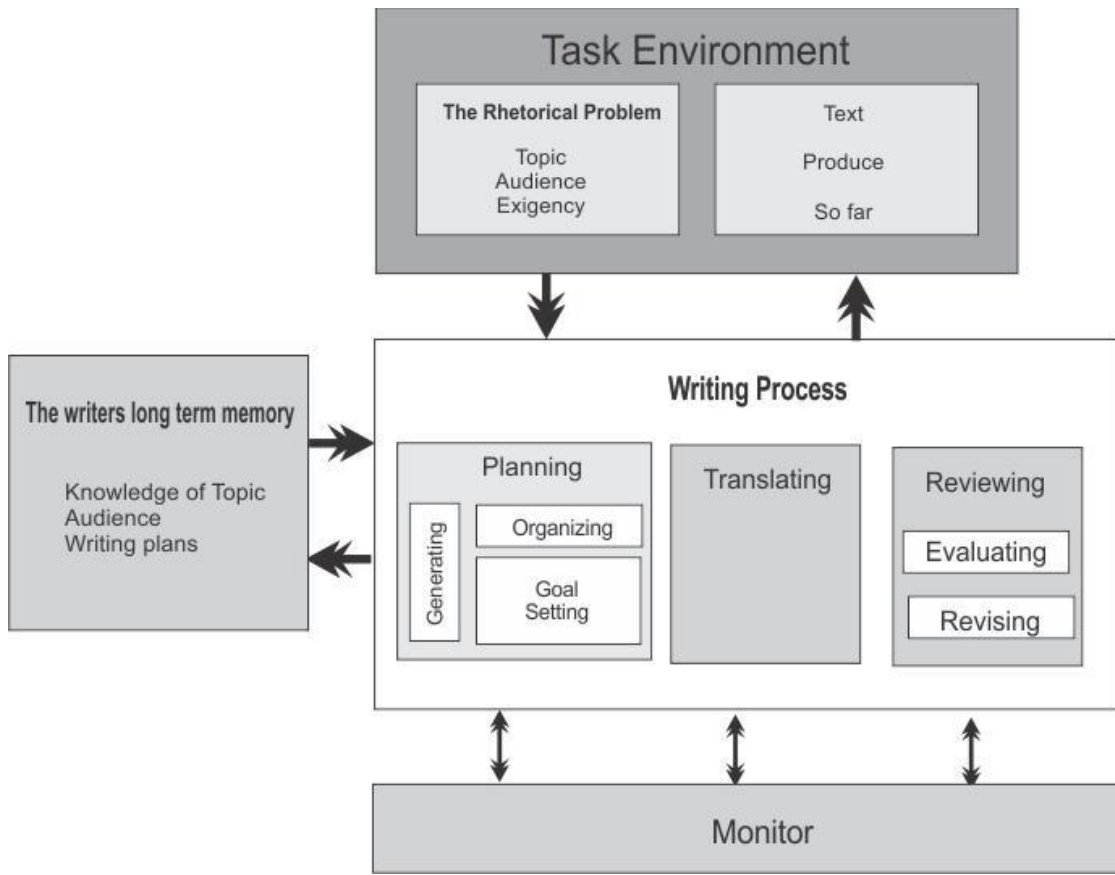 Task Environment
The Rhetorical Problem
Topic
Audience
Exigency
Text
Produce
So far
The writers long term memory
Knowledge of Topic
Audience
Writing plans
Writing Process
Planning
Generating
Organizing
Goal
Setting
Translating
Reviewing
Evaluating
Revising
Monitor